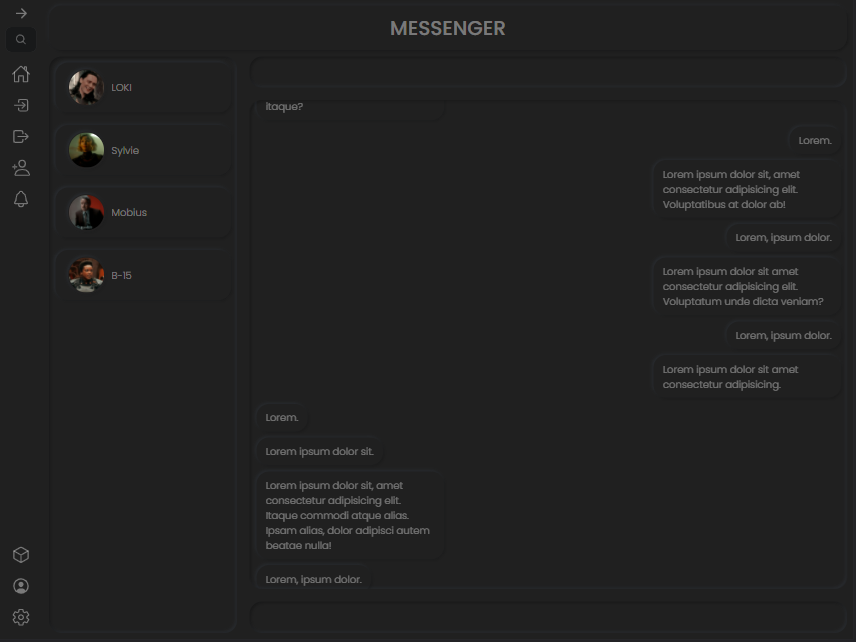 MESSENGER
LOKI
Sylvie
Mobius
B-15
itaque?
Lorem.
Lorem ipsum dolor sit, amet
consectetur adipisicing elit.
Voluptatibus at dolor ab!
Lorem, ipsum dolor.
Lorem ipsum dolor sit amet
consectetur adipisicing elit.
Voluptatum unde dicta veniam?
Lorem, ipsum dolor.
Lorem ipsum dolor sit amet
consectetur adipisicing.
Lorem.
Lorem ipsum dolor sit.
Lorem ipsum dolor sit, amet
consectetur adipisicing elit.
Itaque commodi atque alias.
Ipsam alias, dolor adipisci autem
beatae nulla!
Lorem, ipsum dolor.